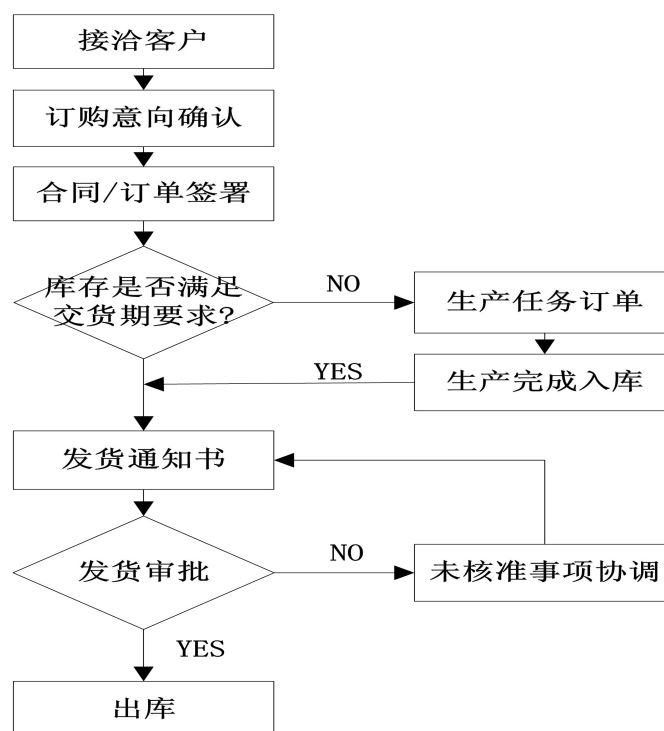 接洽客户
订购意向确认
合同/订单签署
库存是否满足
交货期要求?
NO
生产任务订单
YES
生产完成入库
发货通知书
发货审批
NO
未核准事项协调
YES
出库